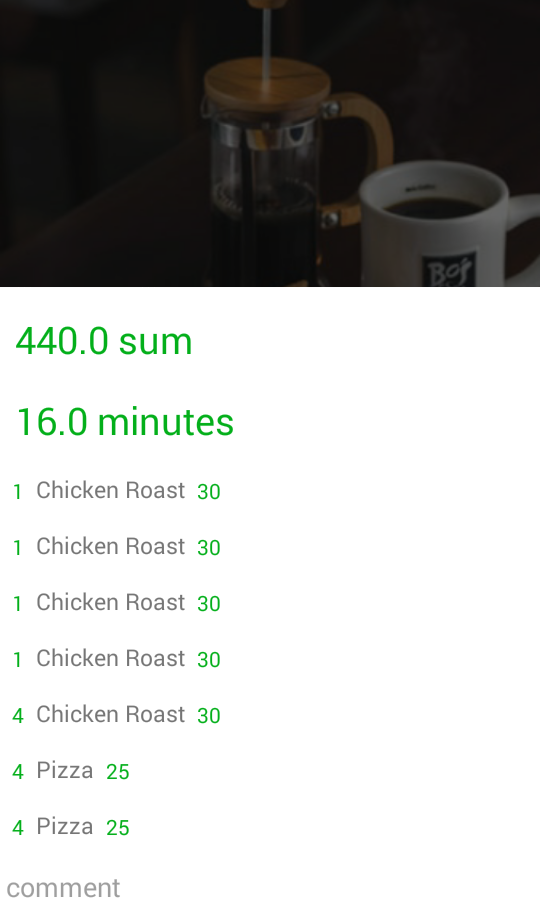 BOJ
440.0 sum
16.0 minutes
1 Chicken Roast 30
1 Chicken Roast 30
1 Chicken Roast 30
1 Chicken Roast 30
4 Chicken Roast 30
4 Pizza 25
4 Pizza 25
comment